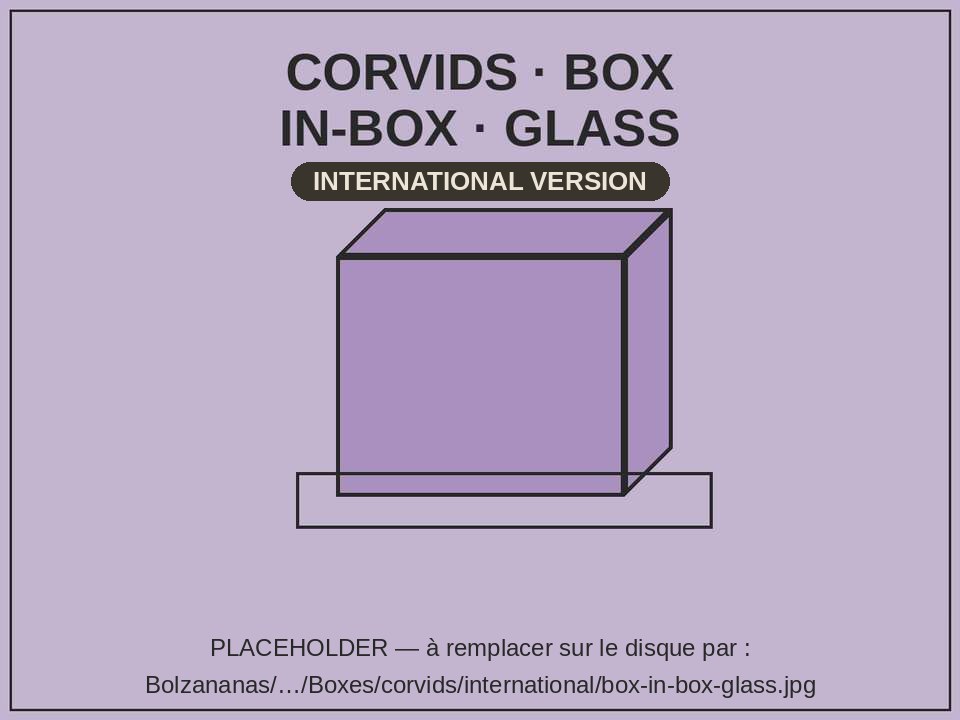 CORVIDS · BOX
IN-BOX · GLASS
INTERNATIONAL VERSION
PLACEHOLDER — à remplacer sur le disque par :
Bolzananas/…/Boxes/corvids/international/box-in-box-glass.jpg